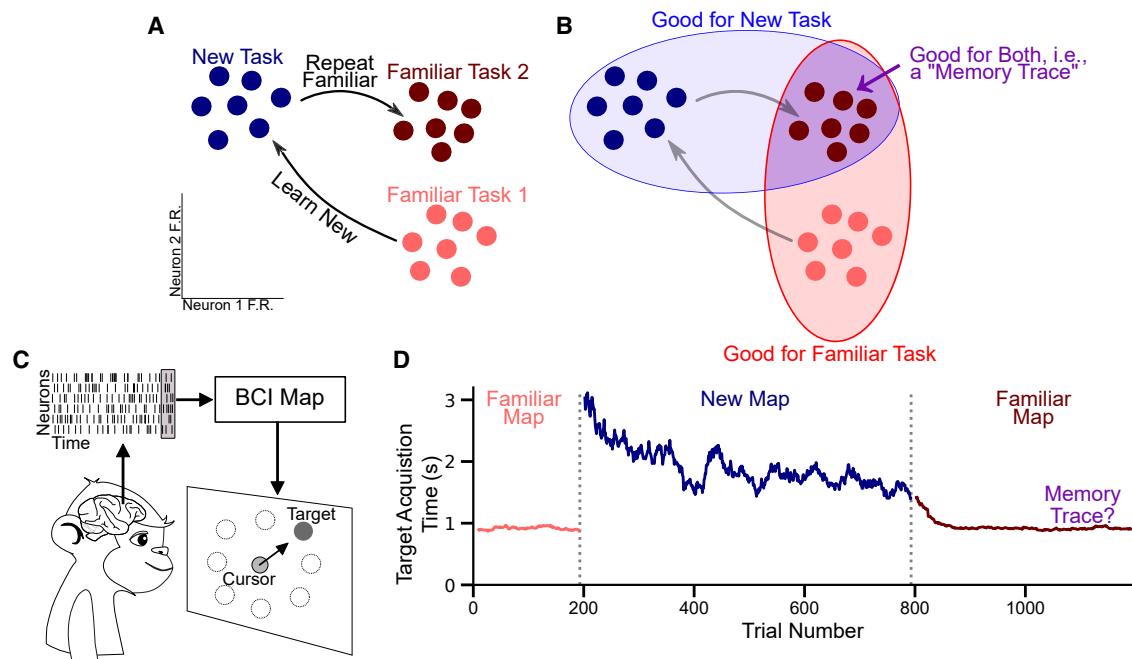 A
New Task
Repeat
Familiar
Familiar Task 2
Learn New
Familiar Task 1
Neuron 2 F.R.
Neuron 1 F.R.
B
Good for New Task
Good for Both, i.e.,
a "Memory Trace"
Good for Familiar Task
C
Neurons
Time
BCI Map
Target
Cursor
D
Familiar
Map
New Map
Familiar
Map
Memory
Trace?
Target Acquistion
Time (s)
3
2
1
0
0
200
400
600
800
1000
Trial Number